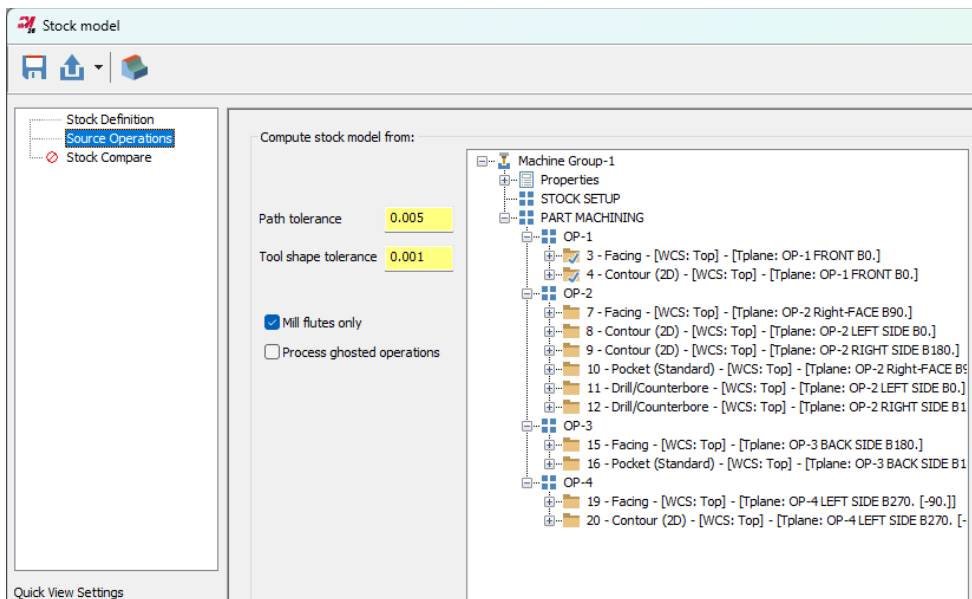 Stock model
Stock Definition
Source Operations
Stock Compare
Quick View Settings
Compute stock model from:
Path tolerance 0.005
Tool shape tolerance 0.001
Mill flutes only
Process ghosted operations
Machine Group-1
Properties
STOCK SETUP
PART MACHINING
OP-1
3 - Facing - [WCS: Top] - [Tplane: OP-1 FRONT B0.]
4 - Contour (2D) - [WCS: Top] - [Tplane: OP-1 FRONT B0.]
OP-2
7 - Facing - [WCS: Top] - [Tplane: OP-2 Right-FACE B90.]
8 - Contour (2D) - [WCS: Top] - [Tplane: OP-2 LEFT SIDE B0.]
9 - Contour (2D) - [WCS: Top] - [Tplane: OP-2 RIGHT SIDE B180.]
10 - Pocket (Standard) - [WCS: Top] - [Tplane: OP-2 Right-FACE B9
11 - Drill/Counterbore - [WCS: Top] - [Tplane: OP-2 LEFT SIDE B0.]
12 - Drill/Counterbore - [WCS: Top] - [Tplane: OP-2 RIGHT SIDE B1
OP-3
15 - Facing - [WCS: Top] - [Tplane: OP-3 BACK SIDE B180.]
16 - Pocket (Standard) - [WCS: Top] - [Tplane: OP-3 BACK SIDE B1
OP-4
19 - Facing - [WCS: Top] - [Tplane: OP-4 LEFT SIDE B270. [-90.]]
20 - Contour (2D) - [WCS: Top] - [Tplane: OP-4 LEFT SIDE B270. [-